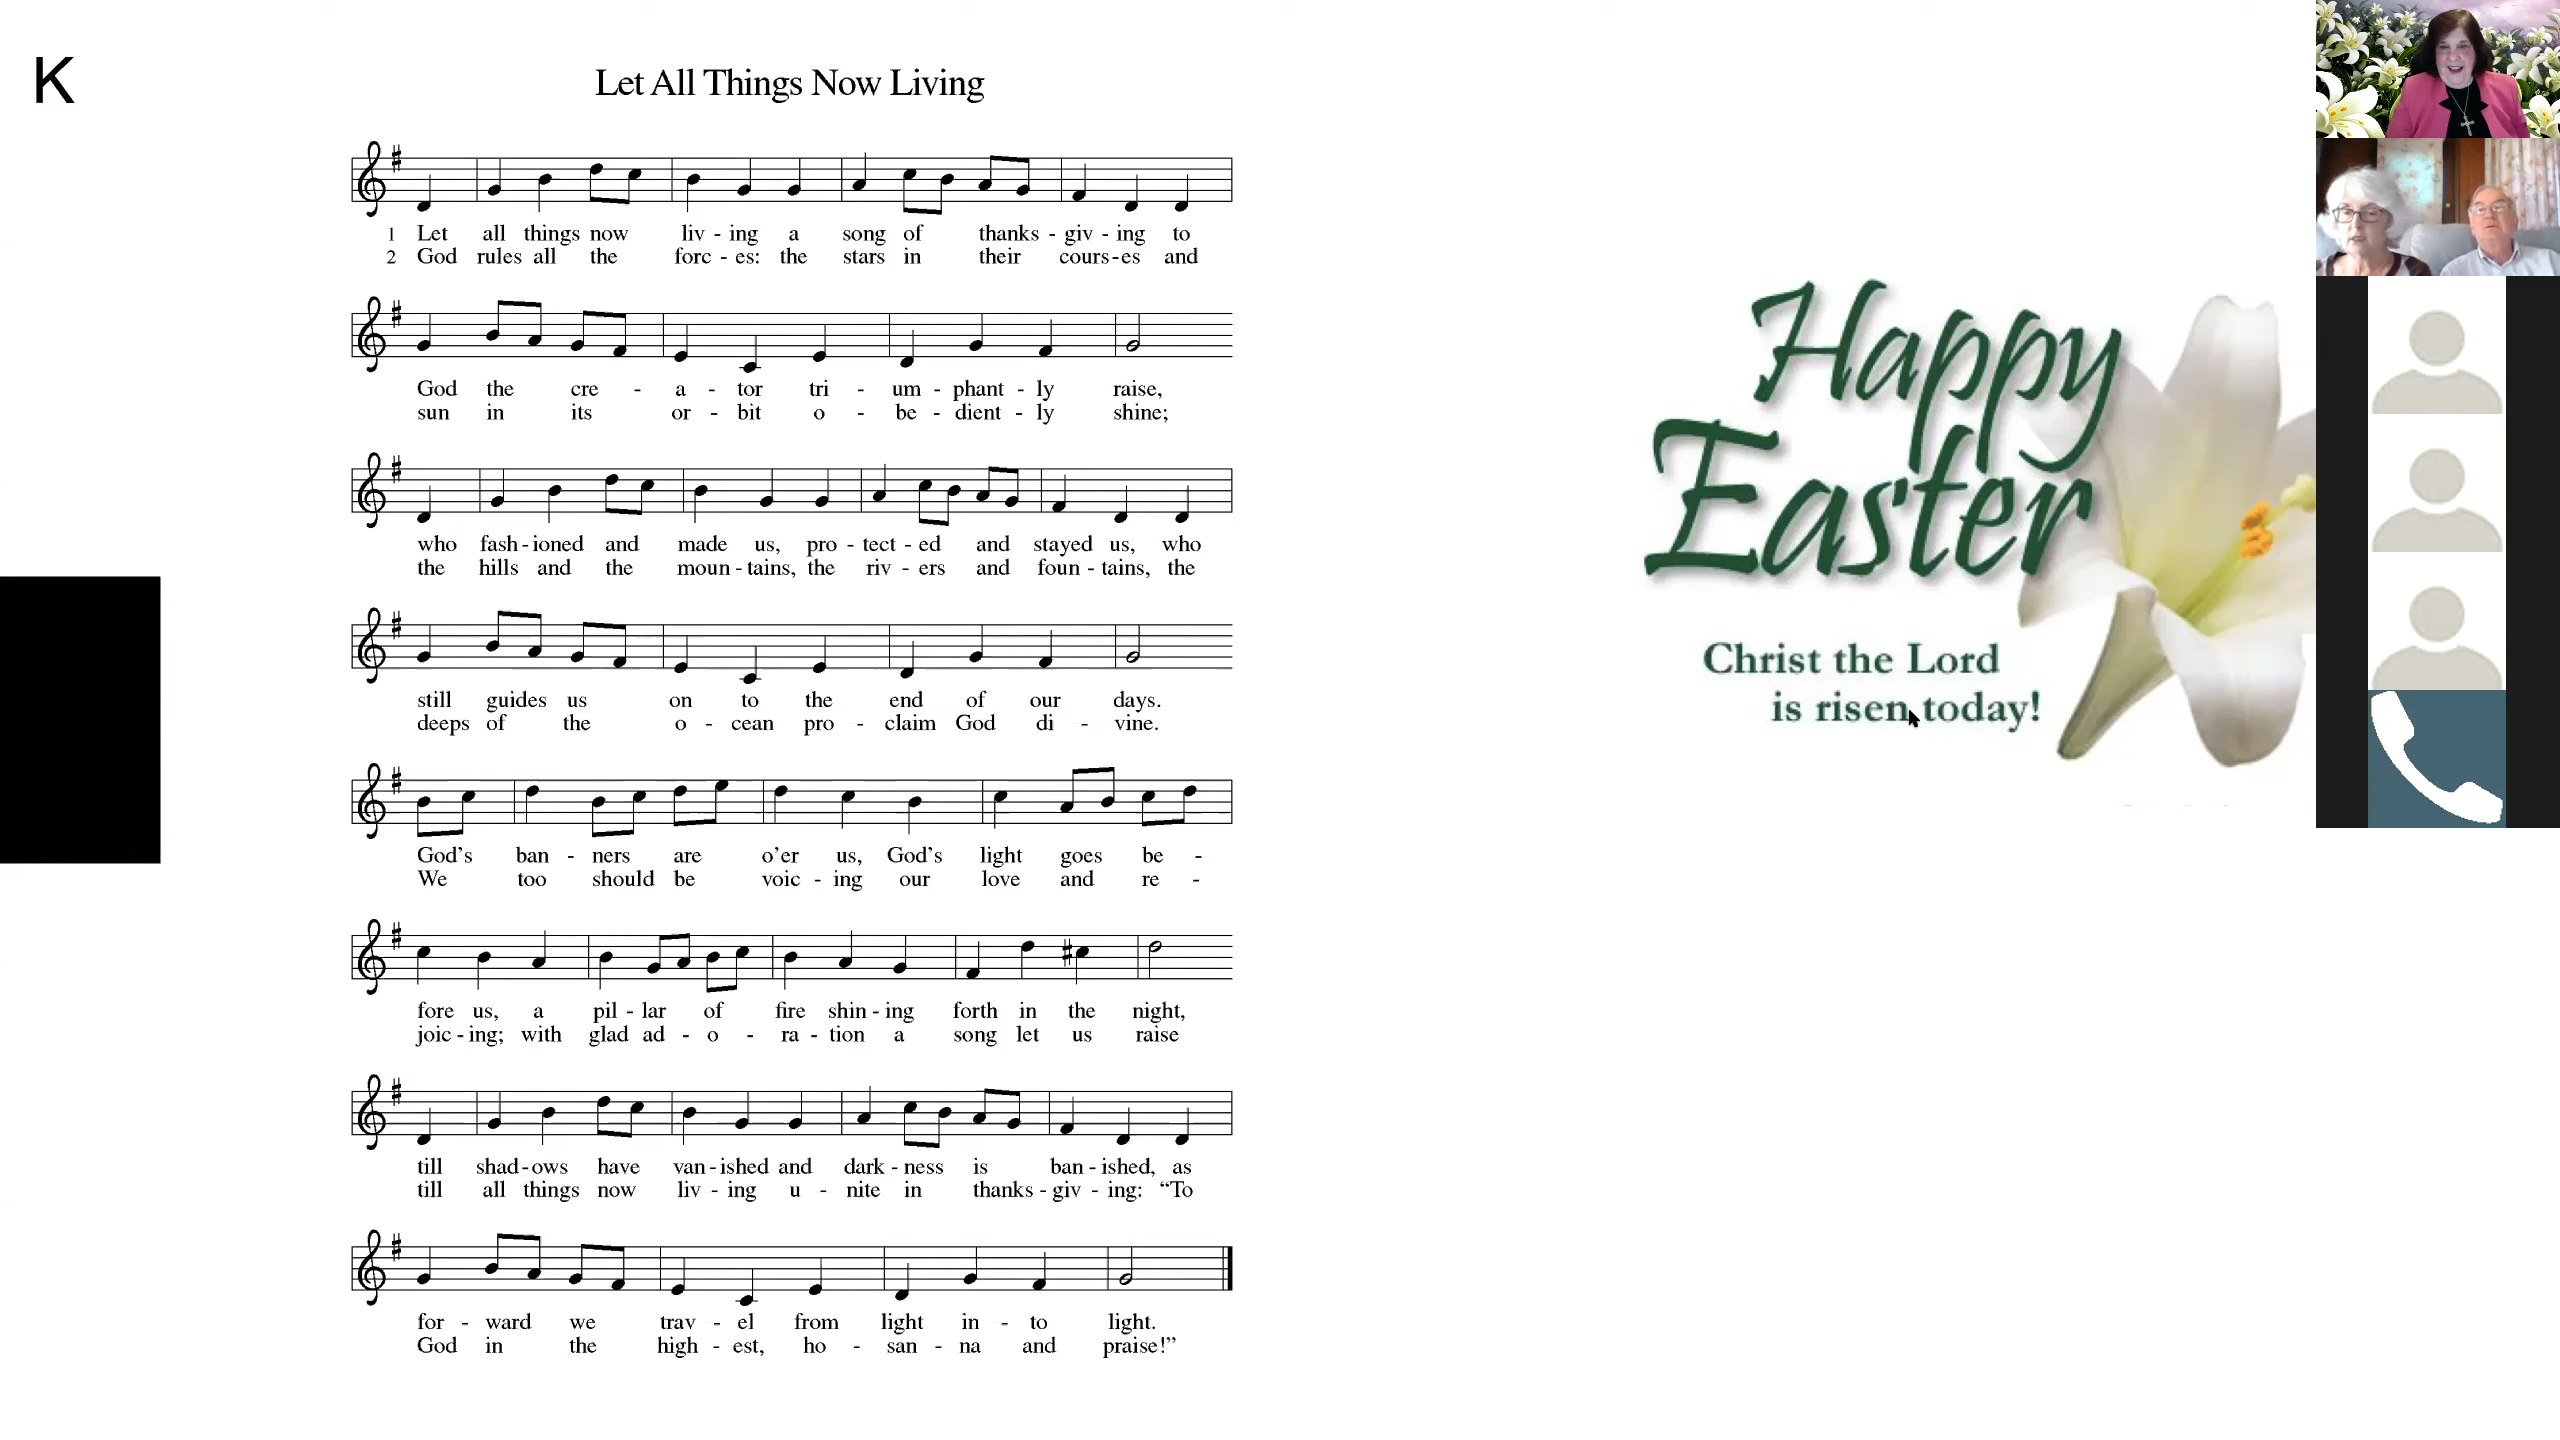 K
Let All Things Now Living
1 Let all things now liv - ing a song of thanks - giv - ing to
2 God rules all the forc - es: the stars in their cours - es and
God the cre - a - tor tri - um - phant - ly raise,
sun in its or - bit o - be - dient - ly shine;
who fash - ioned and made us, pro - tect - ed and stayed us, who
the hills and the moun - tains, the riv - ers and foun - tains, the
still guides us on to the end of our days.
deeps of the o - cean pro - claim God di - vine.
God's ban - ners are o'er us, God's light goes be -
We too should be voic - ing our love and re -
fore us, a pil - lar of fire shin - ing forth in the night,
joic - ing; with glad ad - o - ra - tion a song let us raise
till shad - ows have van - ished and dark - ness is ban - ished, as
till all things now liv - ing u - nite in thanks - giv - ing: “To
for - ward we trav - el from light in - to light.
God in the high - est, ho - san - na and praise!”
Happy
Easter
Christ the Lord
is risen today!